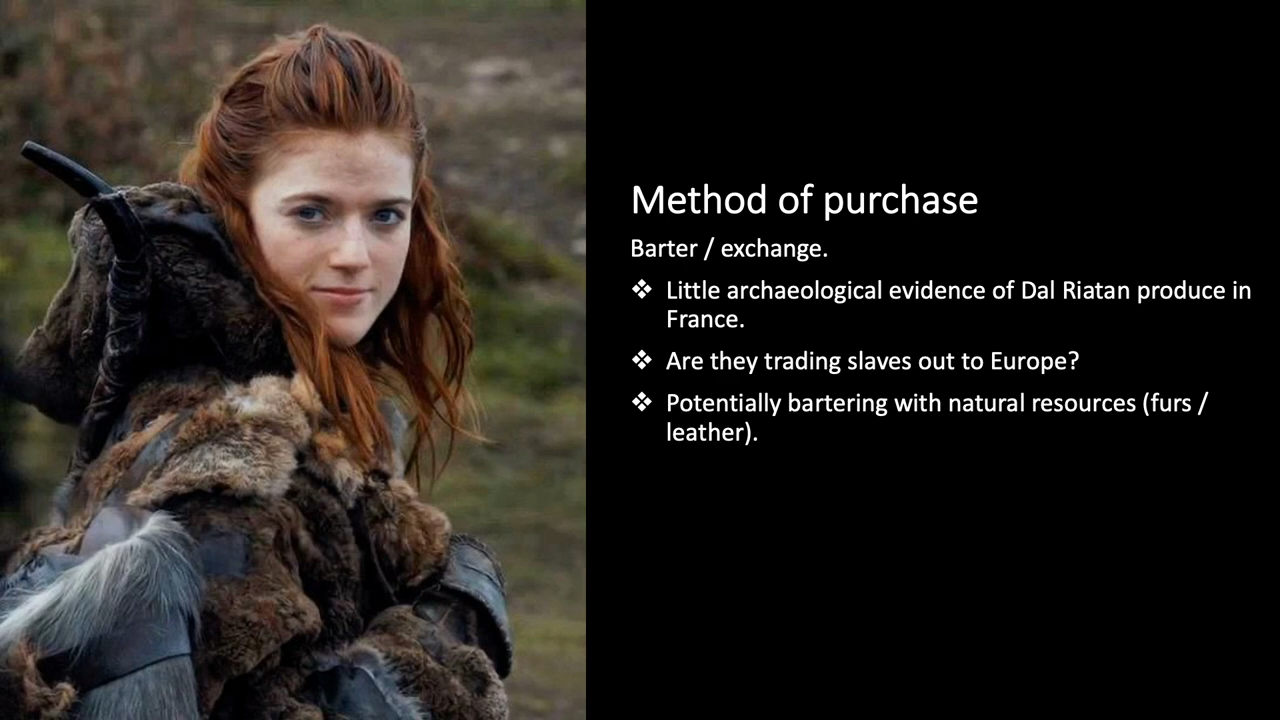 Method of purchase
Barter / exchange.
❖ Little archaeological evidence of Dal Riatan produce in
France.
❖ Are they trading slaves out to Europe?
❖ Potentially bartering with natural resources (furs /
leather).